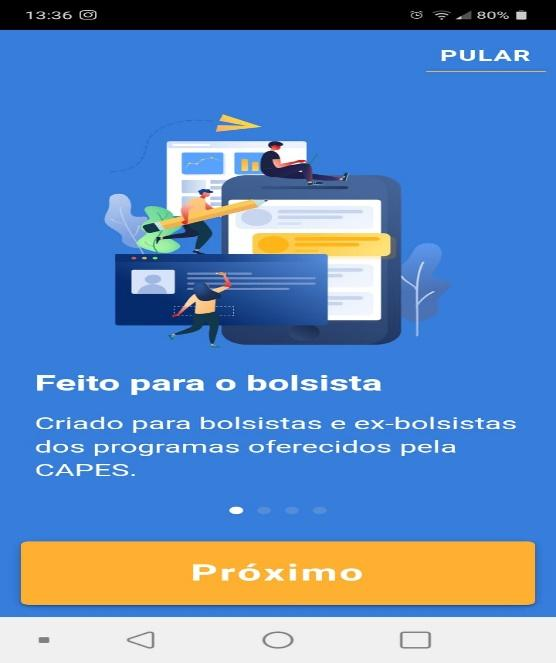 13:36 80%
PULAR
Feito para o bolsista
Criado para bolsistas e ex-bolsistas
dos programas oferecidos pela
CAPES.
Próximo